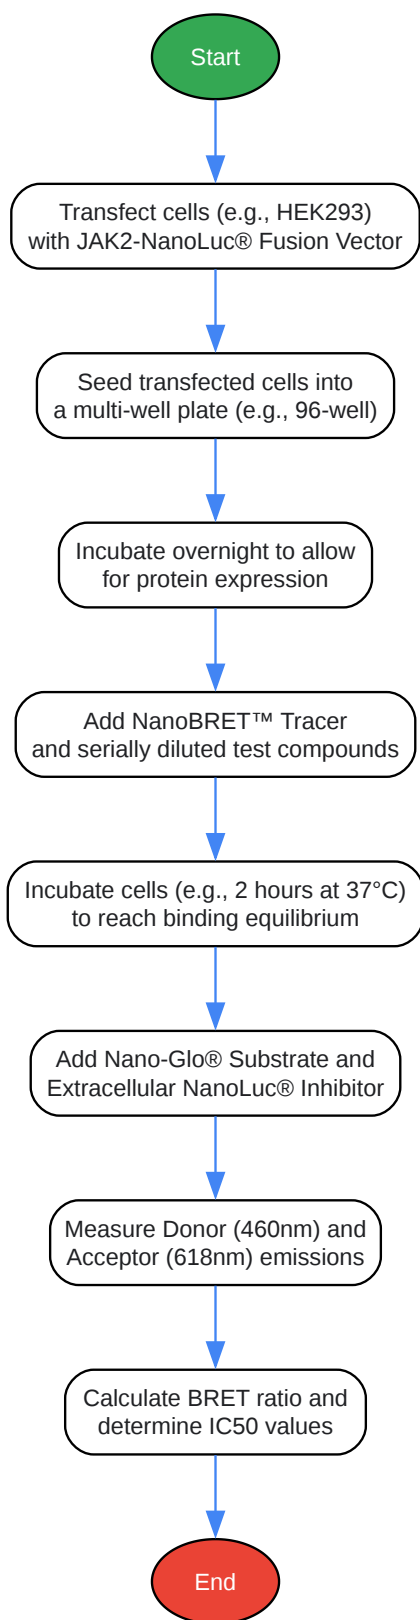 Start
Transfect cells (e.g., HEK293)
with JAK2-NanoLuc® Fusion Vector
Seed transfected cells into
a multi-well plate (e.g., 96-well)
Incubate overnight to allow
for protein expression
Add NanoBRET™ Tracer
and serially diluted test compounds
Incubate cells (e.g., 2 hours at 37°C)
to reach binding equilibrium
Add Nano-Glo® Substrate and
Extracellular NanoLuc® Inhibitor
Measure Donor (460nm) and
Acceptor (618nm) emissions
Calculate BRET ratio and
determine IC50 values
End